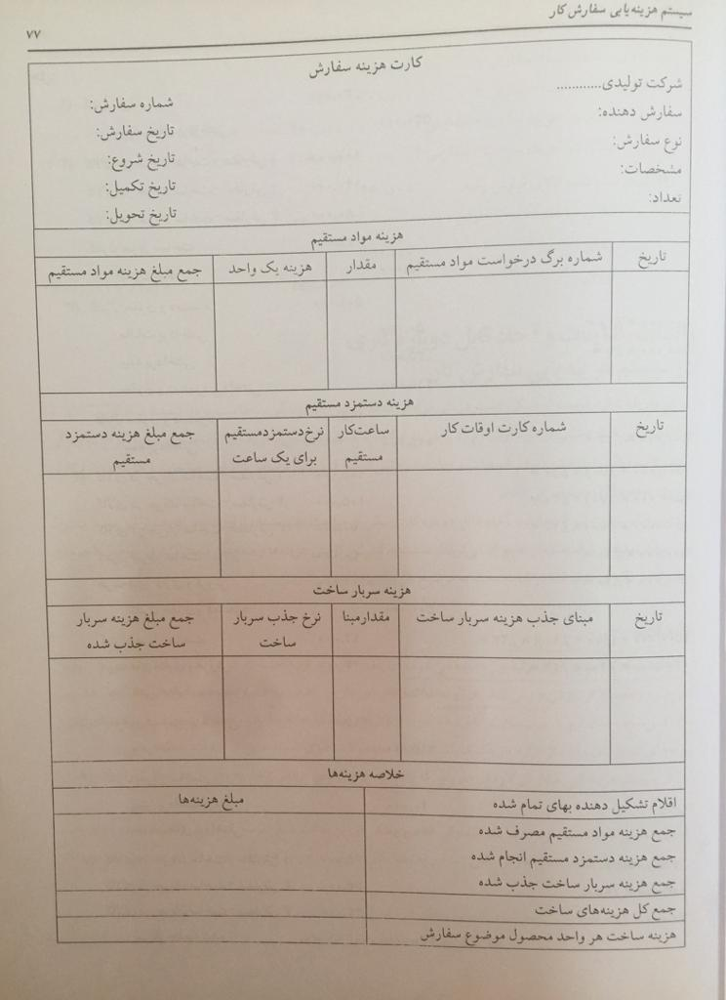 سیستم هزینه‌یابی سفارش کار
۷۷
کارت هزینه سفارش
شرکت تولیدی............
سفارش دهنده:
نوع سفارش:
مشخصات:
تعداد:
شماره سفارش:
تاریخ سفارش:
تاریخ شروع:
تاریخ تکمیل:
تاریخ تحویل:
هزینه مواد مستقیم
تاریخ شماره برگ درخواست مواد مستقیم مقدار هزینه یک واحد جمع مبلغ هزینه مواد مستقیم
هزینه دستمزد مستقیم
تاریخ شماره کارت اوقات کار ساعت‌کار نرخ‌دستمزدمستقیم جمع مبلغ هزینه دستمزد
مستقیم برای یک ساعت مستقیم
هزینه سربار ساخت
تاریخ مبنای جذب هزینه سربار ساخت مقدارمبنا نرخ جذب سربار جمع مبلغ هزینه سربار
ساخت ساخت جذب شده
خلاصه هزینه‌ها
اقلام تشکیل دهنده بهای تمام شده مبلغ هزینه‌ها
جمع هزینه مواد مستقیم مصرف شده
جمع هزینه دستمزد مستقیم انجام شده
جمع هزینه سربار ساخت جذب شده
جمع کل هزینه‌های ساخت
هزینه ساخت هر واحد محصول موضوع سفارش